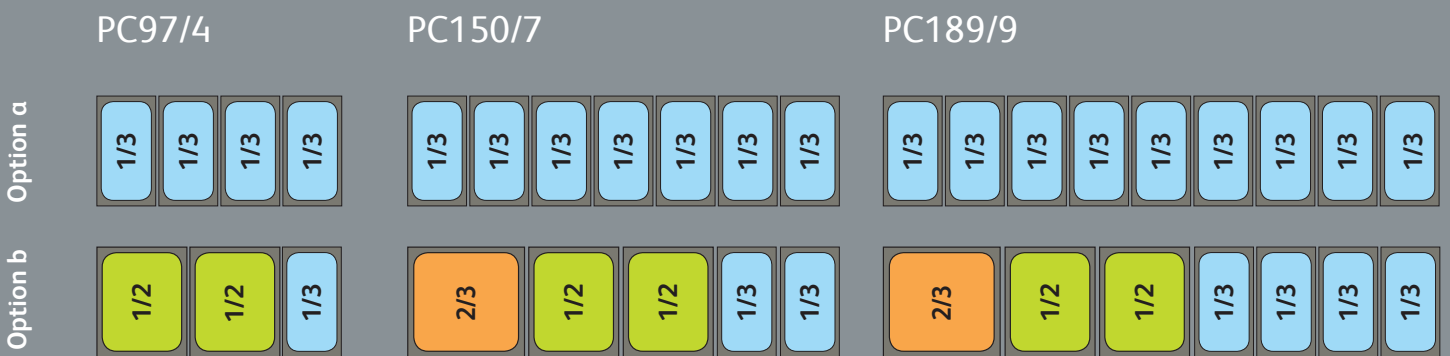 PC97/4 PC150/7 PC189/9
Option a
1/3 1/3 1/3 1/3 1/3 1/3 1/3 1/3 1/3 1/3 1/3 1/3 1/3 1/3 1/3 1/3 1/3 1/3 1/3 1/3
Option b
1/2 1/2 1/3 2/3 1/2 1/2 1/3 1/3 2/3 1/2 1/2 1/3 1/3 1/3 1/3